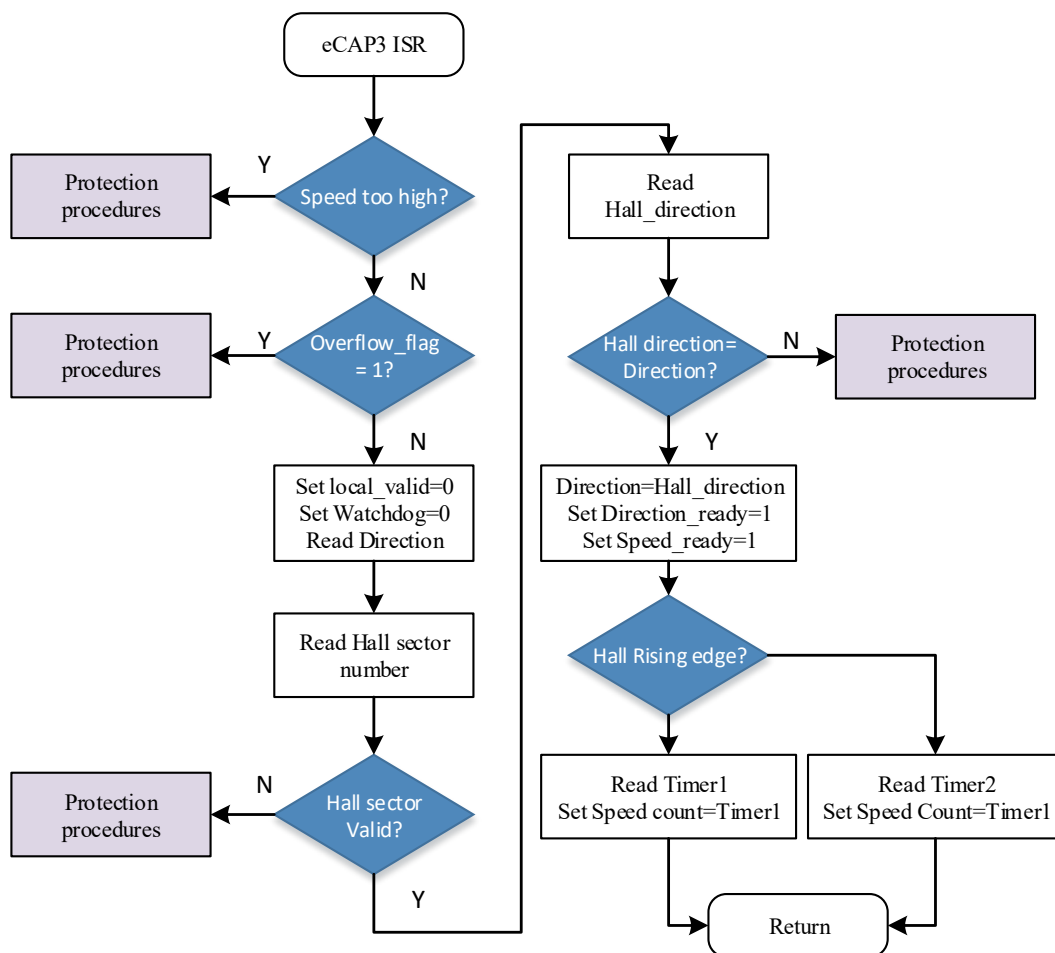 eCAP3 ISR
Speed too high?
Y
Protection
procedures
N
Overflow_flag
= 1?
Y
Protection
procedures
N
Set local_valid=0
Set Watchdog=0
Read Direction
Read Hall sector
number
Hall sector
Valid?
N
Protection
procedures
Y
Read
Hall_direction
Hall direction=
Direction?
N
Protection
procedures
Y
Direction=Hall_direction
Set Direction_ready=1
Set Speed_ready=1
Hall Rising edge?
Read Timer1
Set Speed count=Timer1
Read Timer2
Set Speed Count=Timer1
Return